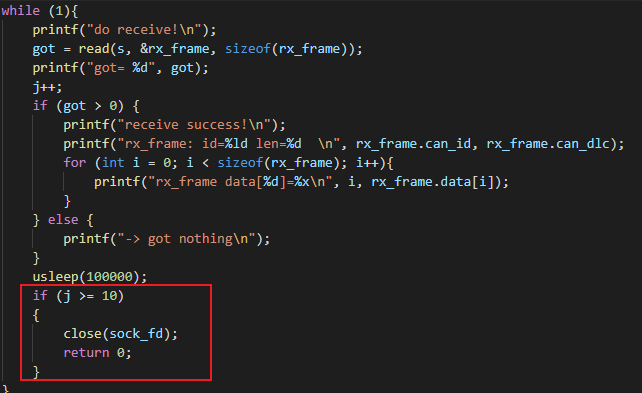 while (1){
printf("do receive!\n");
got = read(s, &rx_frame, sizeof(rx_frame));
printf("got= %d", got);
j++;
if (got > 0) {
printf("receive success!\n");
printf("rx_frame: id=%ld len=%d  \n", rx_frame.can_id, rx_frame.can_dlc);
for (int i = 0; i < sizeof(rx_frame); i++){
printf("rx_frame data[%d]=%x\n", i, rx_frame.data[i]);
}
} else {
printf("-> got nothing\n");
}
usleep(100000);
if (j >= 10)
{
close(sock_fd);
return 0;
}
}